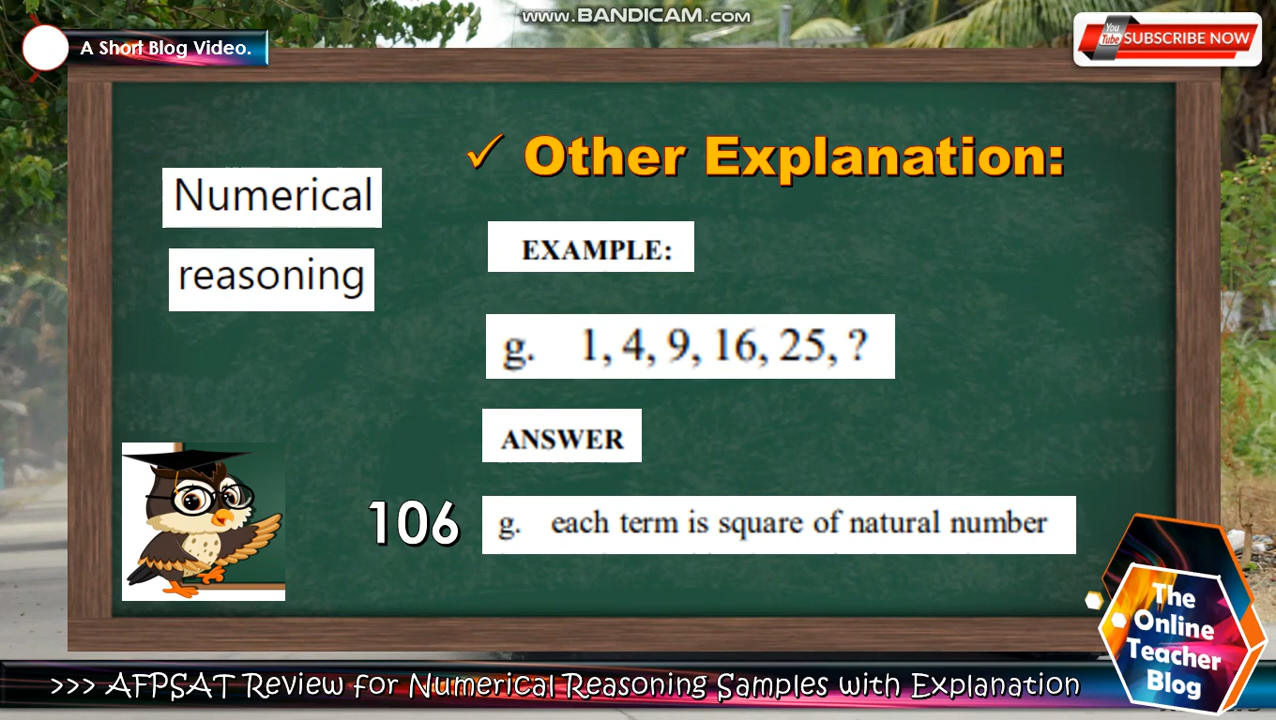 www.BANDICAM.com
A Short Blog Video.
You
Tube
SUBSCRIBE NOW
✓ Other Explanation:
Numerical
reasoning
EXAMPLE:
g. 1, 4, 9, 16, 25, ?
ANSWER
106
g. each term is square of natural number
The
Online
Teacher
Blog
>>> AFPSAT Review for Numerical Reasoning Samples with Explanation